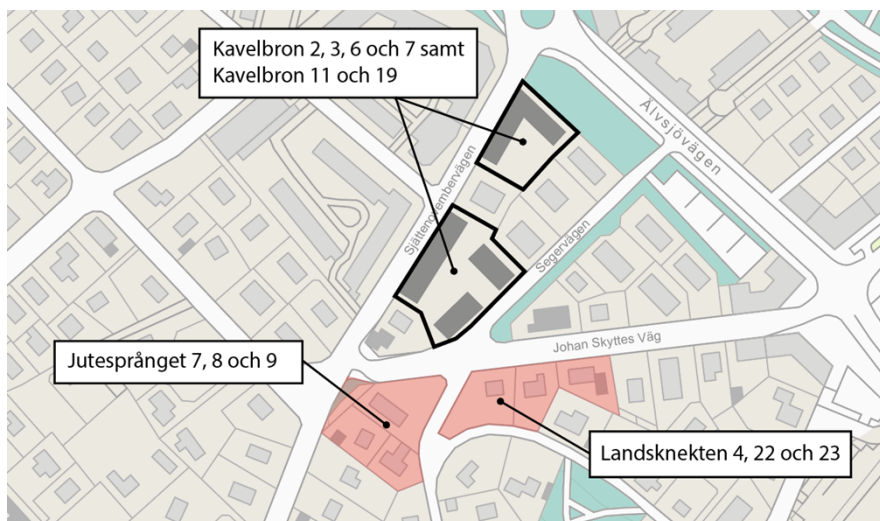 Kavelbron 2, 3, 6 och 7 samt
Kavelbron 11 och 19
Älvsjövägen
Sjättenovembervägen
Segervägen
Johan Skyttes Väg
Jutesprånget 7, 8 och 9
Landsknekten 4, 22 och 23